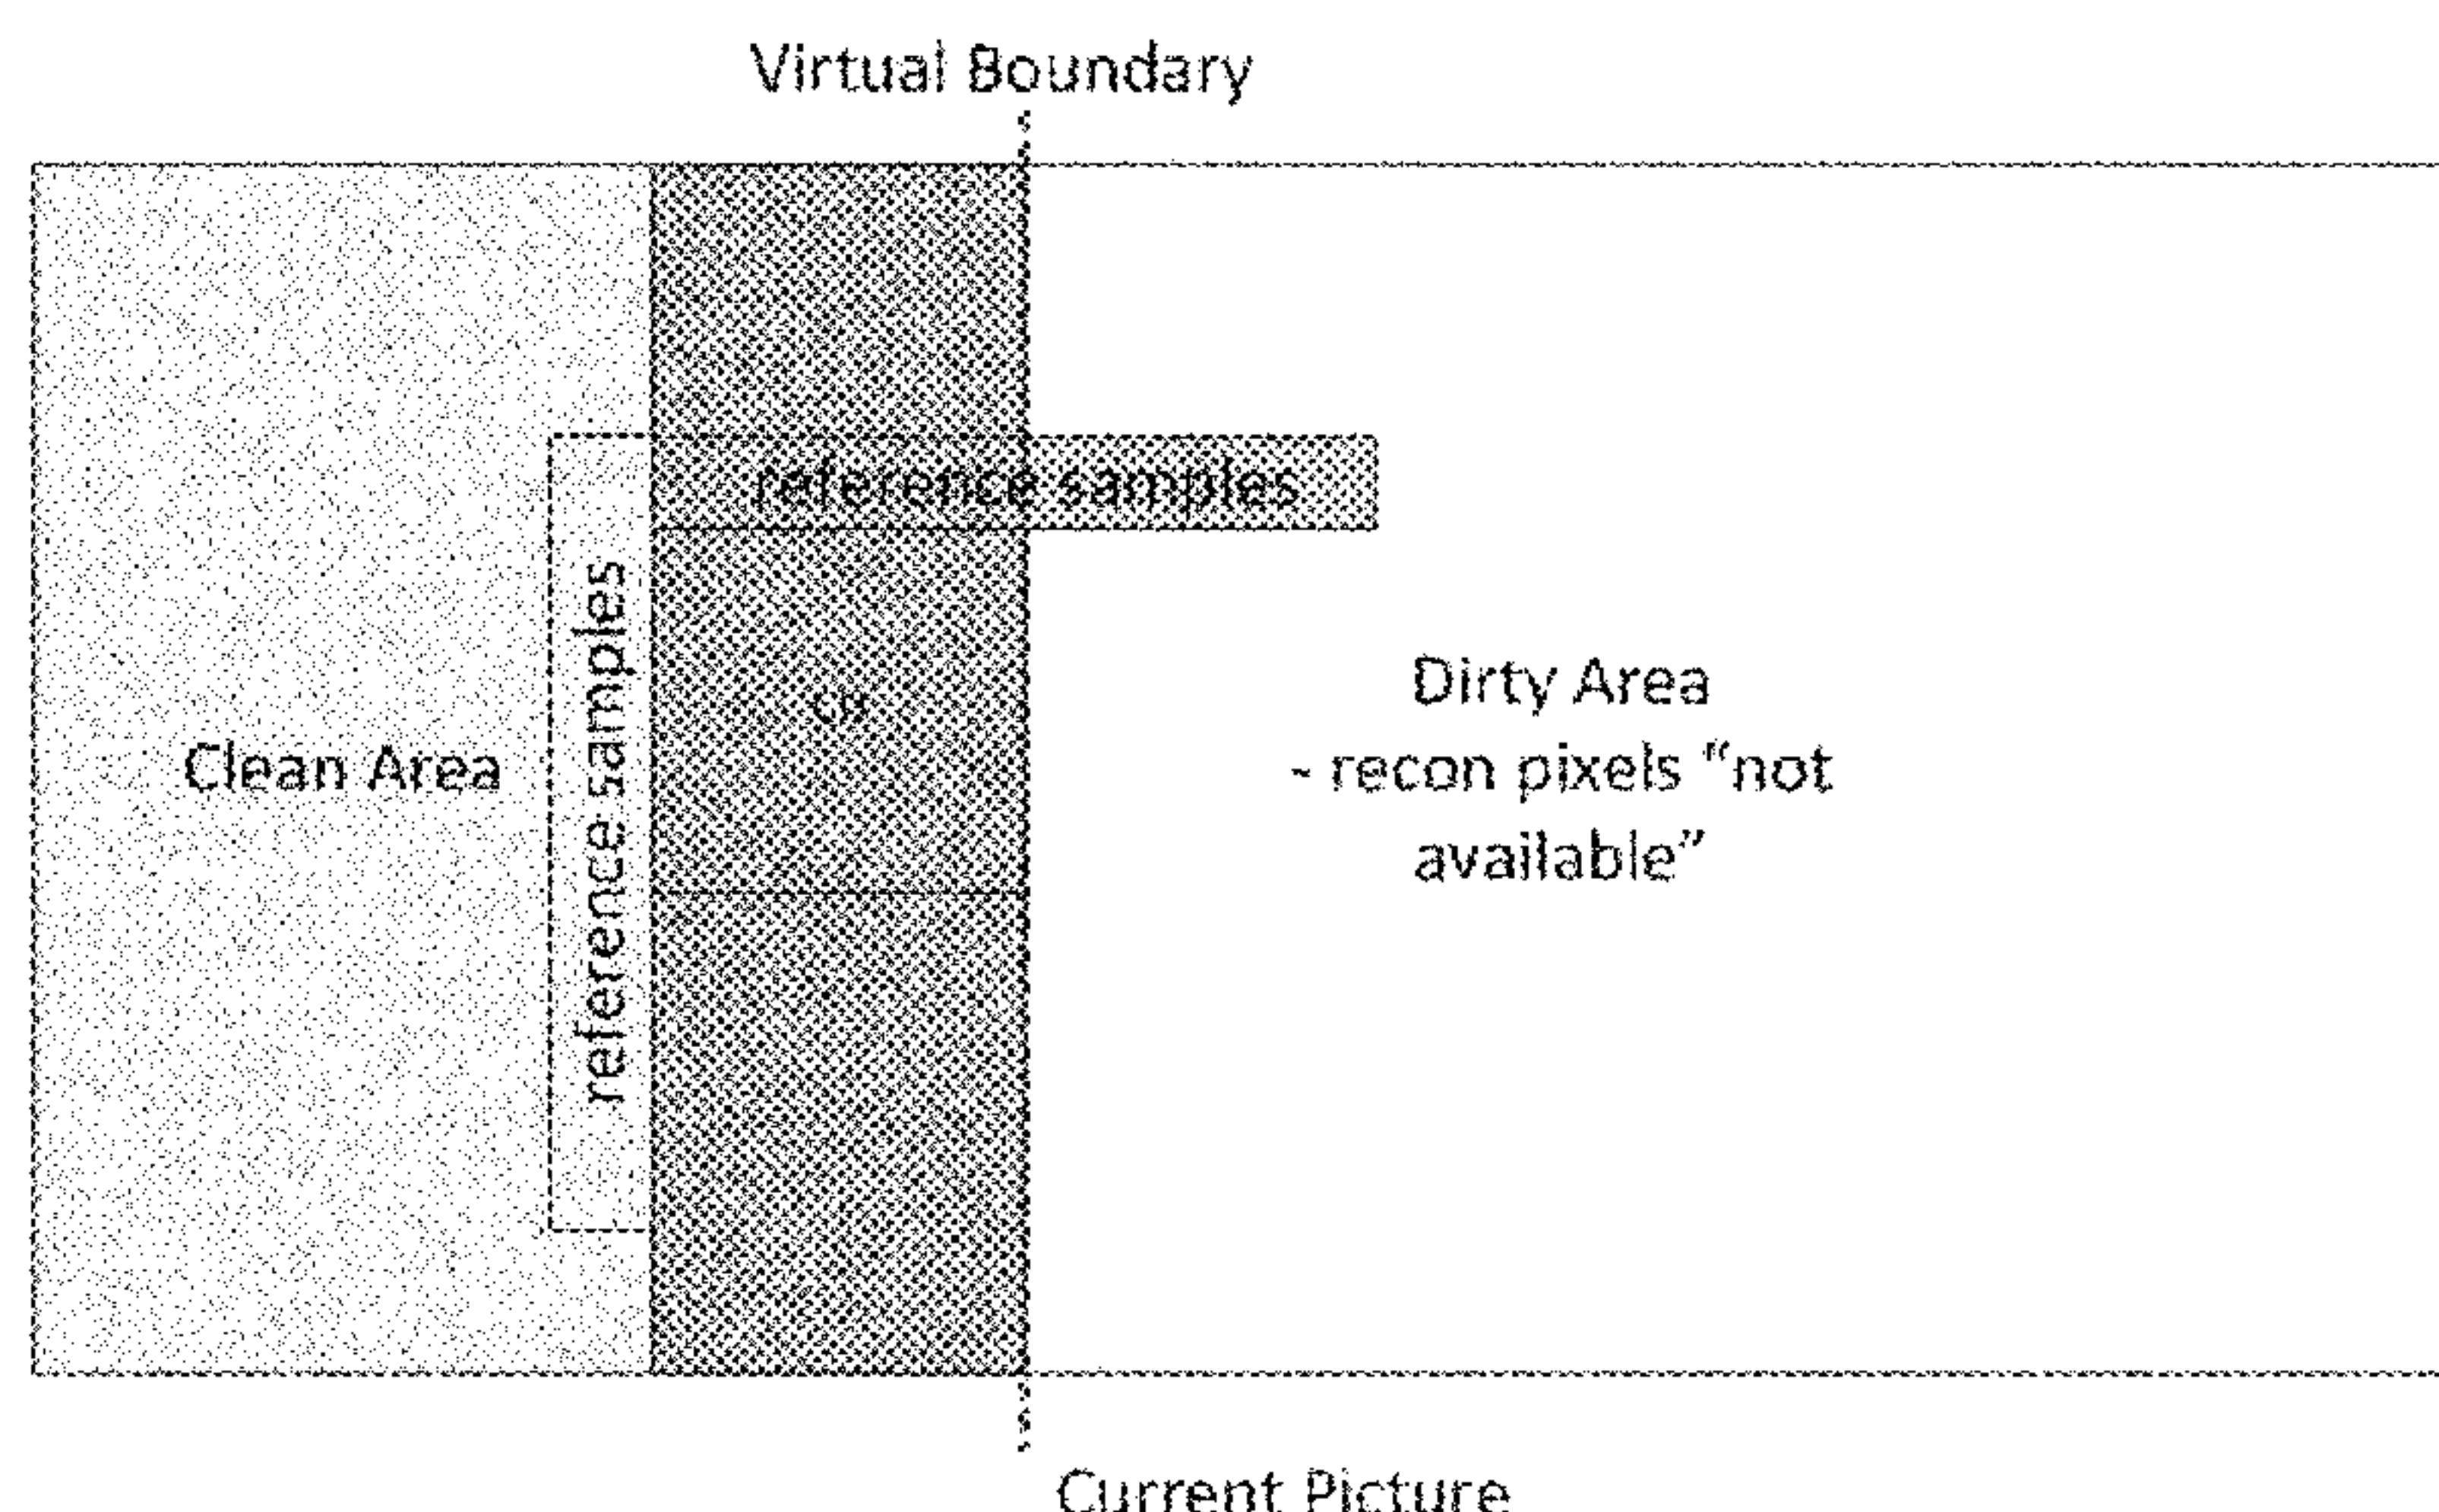 Virtual Boundary
reference samples
reference samples
Clean Area
Dirty Area
- recon pixels “not
available”
Current Picture